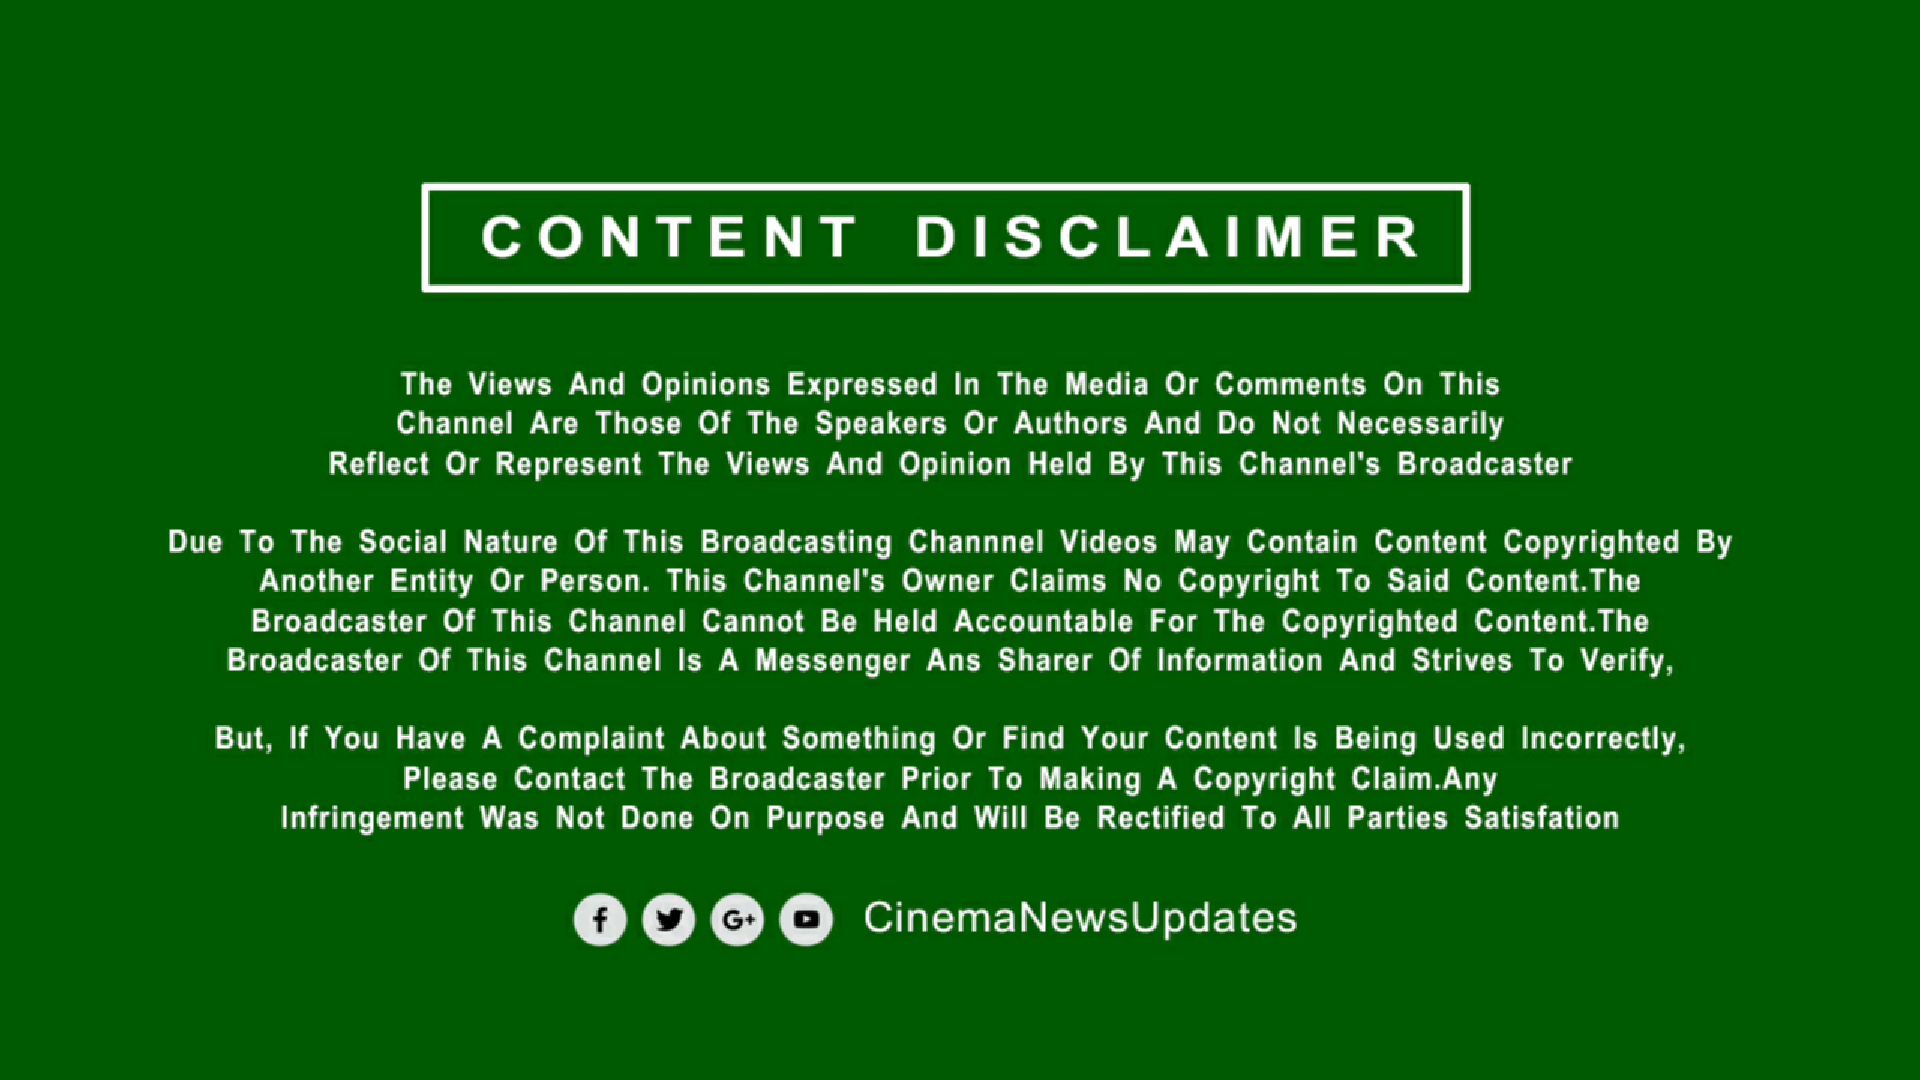 CONTENT DISCLAIMER
The Views And Opinions Expressed In The Media Or Comments On This
Channel Are Those Of The Speakers Or Authors And Do Not Necessarily
Reflect Or Represent The Views And Opinion Held By This Channel's Broadcaster
Due To The Social Nature Of This Broadcasting Channnel Videos May Contain Content Copyrighted By
Another Entity Or Person. This Channel's Owner Claims No Copyright To Said Content.The
Broadcaster Of This Channel Cannot Be Held Accountable For The Copyrighted Content.The
Broadcaster Of This Channel Is A Messenger Ans Sharer Of Information And Strives To Verify,
But, If You Have A Complaint About Something Or Find Your Content Is Being Used Incorrectly,
Please Contact The Broadcaster Prior To Making A Copyright Claim.Any
Infringement Was Not Done On Purpose And Will Be Rectified To All Parties Satisfation
f G+ CinemaNewsUpdates